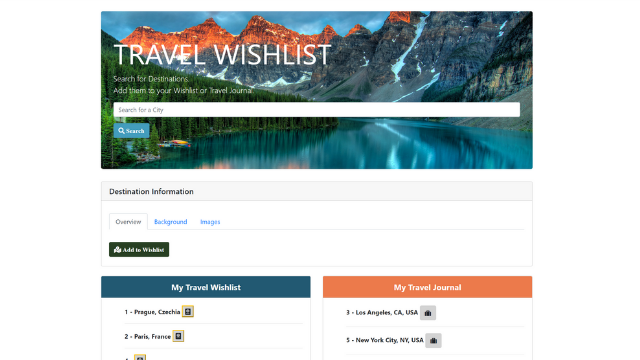 TRAVEL WISHLIST
Search for Destinations
Add them to your Wishlist or Travel Journal
Search for a City
Search
Destination Information
Overview
Background
Images
Add to Wishlist
My Travel Wishlist
1 - Prague, Czechia
2 - Paris, France
My Travel Journal
3 - Los Angeles, CA, USA
5 - New York City, NY, USA